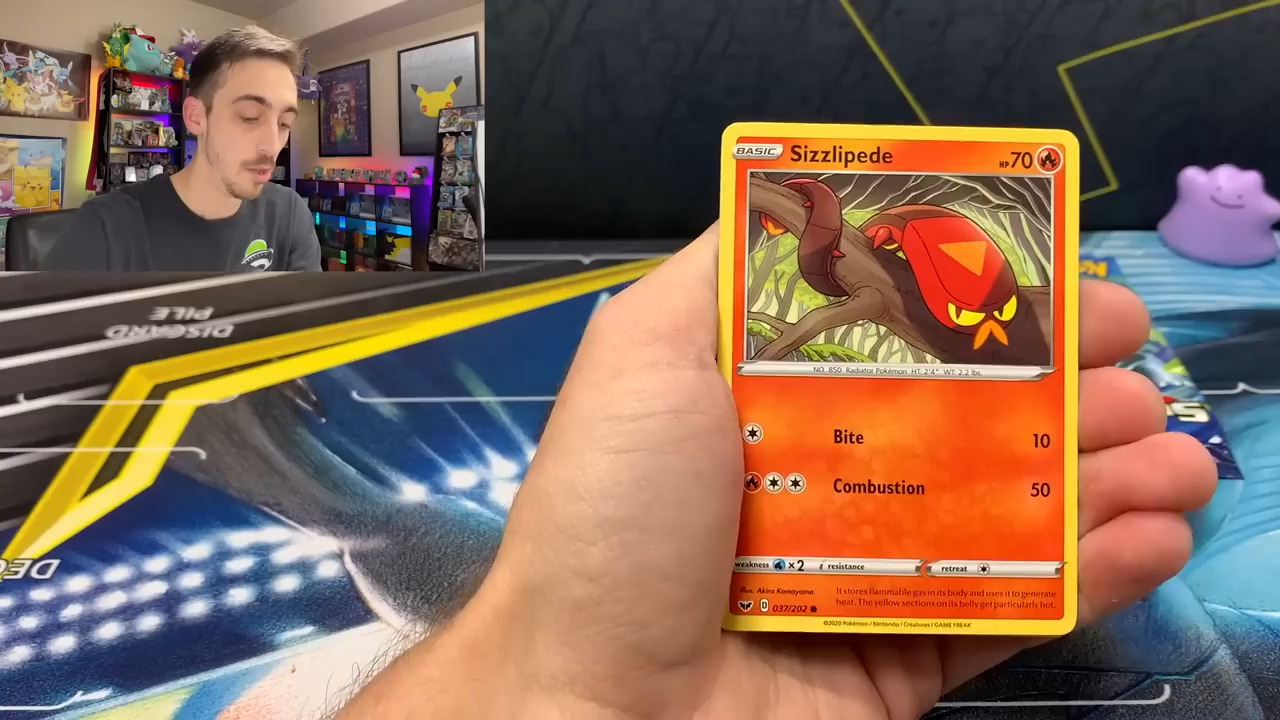 DISCARD
PILE
BASIC Sizzlipede HP 70
NO. 850 Radiator Pokémon HT: 2'4" WT: 2.2 lbs.
Bite 10
Combustion 50
weakness ×2 resistance retreat
Illus. Akira Komayama
It stores flammable gas in its body and uses it to generate
heat. The yellow sections on its belly get particularly hot.
D 037/202
©2020 Pokémon / Nintendo / Creatures / GAME FREAK